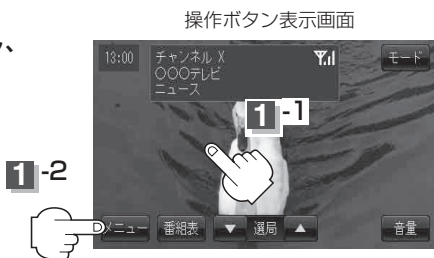 操作ボタン表示画面
、
13:00
チャンネル X
○○○テレビ
ニュース
モード
1-1
1-2
メニュー
番組表
▼ 選局 ▲
音量